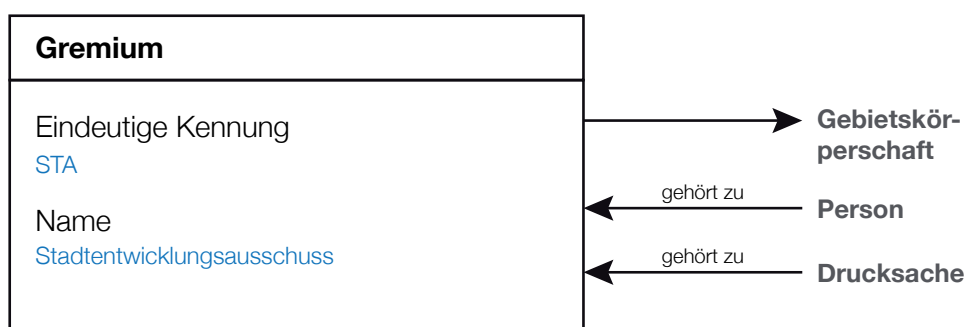 Gremium
Eindeutige Kennung
STA
Name
Stadtentwicklungsausschuss
Gebietskör-
perschaft
gehört zu
Person
gehört zu
Drucksache